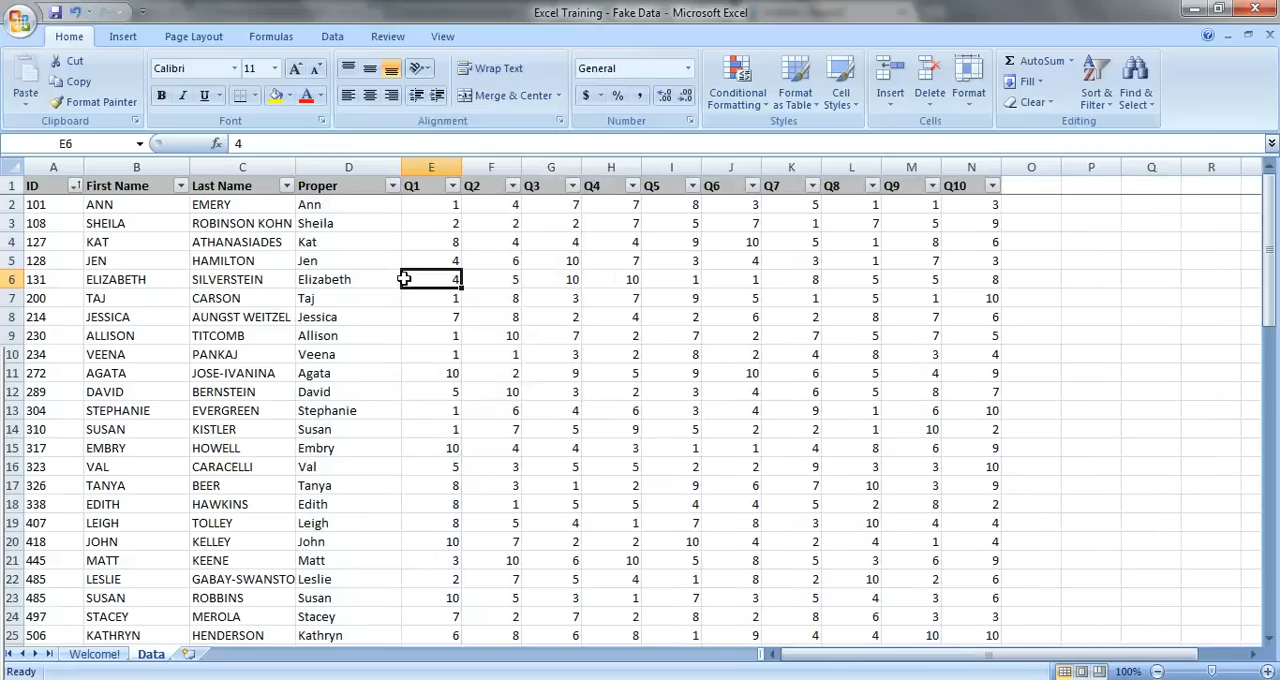 Excel Training - Fake Data - Microsoft Excel
Home Insert Page Layout Formulas Data Review View
Cut
Copy
Format Painter
Paste
Clipboard
Calibri 11
B I U
Font
Wrap Text
Merge & Center
Alignment
General
$ % ,
Number
Conditional Formatting
Format as Table
Cell Styles
Styles
Insert Delete Format
Cells
Σ AutoSum
Fill
Clear
Sort & Filter
Find & Select
Editing
E6 fx 4
A B C D E F G H I J K L M N O P Q R
1 ID First Name Last Name Proper Q1 Q2 Q3 Q4 Q5 Q6 Q7 Q8 Q9 Q10
2 101 ANN EMERY Ann 1 4 7 7 8 3 5 1 1 3
3 108 SHEILA ROBINSON KOHN Sheila 2 2 2 7 5 7 1 7 5 9
4 127 KAT ATHANASIADES Kat 8 4 4 4 9 10 5 1 8 6
5 128 JEN HAMILTON Jen 4 6 10 7 3 4 3 1 7 3
6 131 ELIZABETH SILVERSTEIN Elizabeth 4 5 10 10 1 1 8 5 5 8
7 200 TAJ CARSON Taj 1 8 3 7 9 5 1 5 1 10
8 214 JESSICA AUNGST WEITZEL Jessica 7 8 2 4 2 6 2 8 7 6
9 230 ALLISON TITCOMB Allison 1 10 7 2 7 2 7 5 7 5
10 234 VEENA PANKAJ Veena 1 1 3 2 8 2 4 8 3 4
11 272 AGATA JOSE-IVANINA Agata 10 2 9 5 9 10 6 5 4 9
12 289 DAVID BERNSTEIN David 5 10 3 2 3 4 6 5 8 7
13 304 STEPHANIE EVERGREEN Stephanie 1 6 4 6 3 4 9 1 6 10
14 310 SUSAN KISTLER Susan 1 7 5 9 5 2 2 1 10 2
15 317 EMBRY HOWELL Embry 10 4 4 3 1 1 4 8 6 9
16 323 VAL CARACELLI Val 5 3 5 5 2 2 9 3 3 10
17 326 TANYA BEER Tanya 8 3 1 2 9 6 7 10 3 9
18 338 EDITH HAWKINS Edith 8 1 5 5 4 4 5 2 8 2
19 407 LEIGH TOLLEY Leigh 8 5 4 1 7 8 3 10 4 4
20 418 JOHN KELLEY John 10 7 2 2 10 4 2 4 1 4
21 445 MATT KEENE Matt 3 10 6 10 5 8 5 3 6 9
22 485 LESLIE GABAY-SWANSTO Leslie 2 7 5 4 1 8 2 10 2 6
23 485 SUSAN ROBBINS Susan 10 5 3 1 7 3 5 4 3 6
24 497 STACEY MEROLA Stacey 7 2 7 2 8 2 8 6 3 3
25 506 KATHRYN HENDERSON Kathryn 6 8 6 8 1 9 4 4 10 10
Welcome! Data
Ready 100%